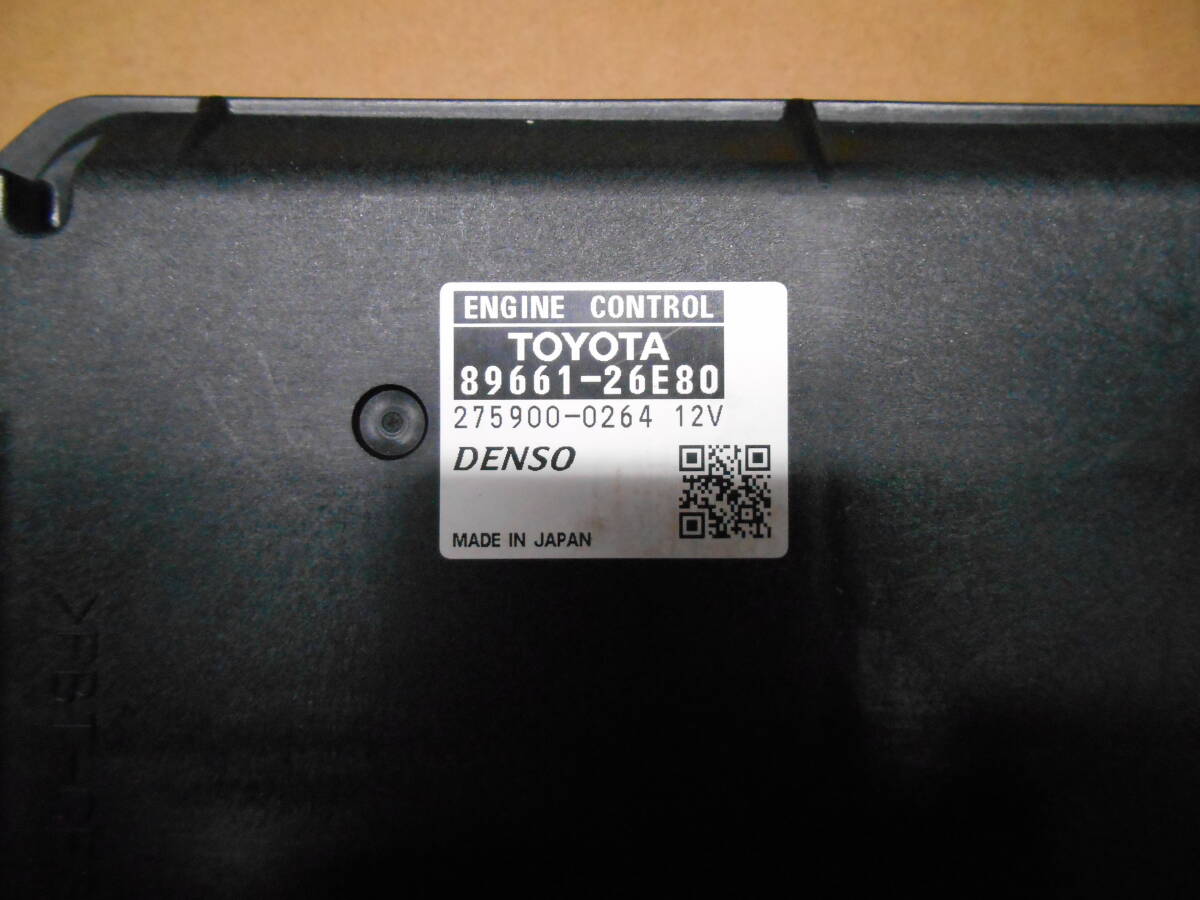 ENGINE CONTROL
TOYOTA
89661-26E80
275900-0264 12V
DENSO
MADE IN JAPAN